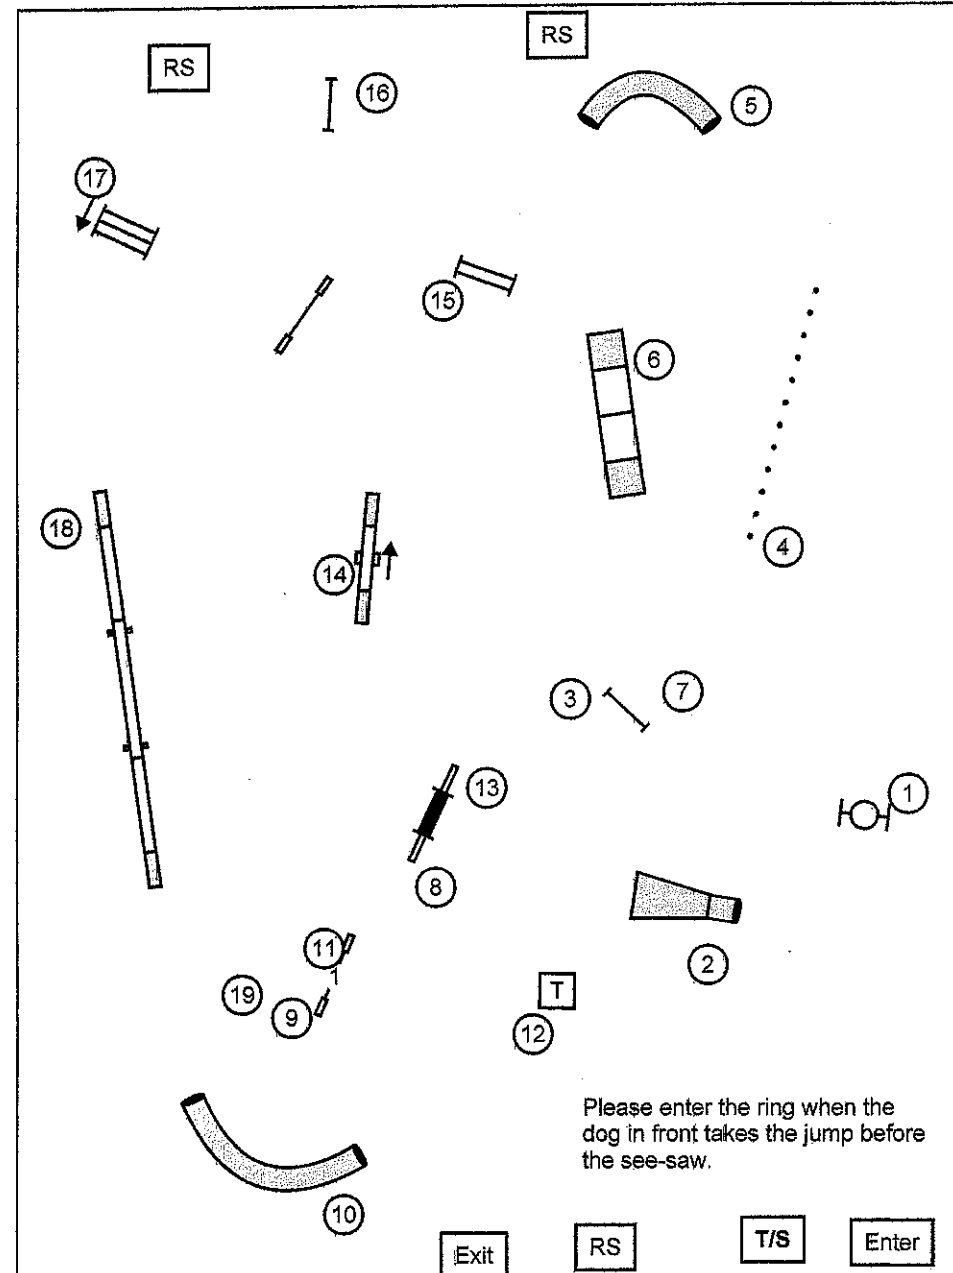 RS
RS
16
5
17
15
6
18
14
4
3
7
13
1
8
11
2
1
19
9
T
12
Please enter the ring when the
dog in front takes the jump before
the see-saw.
10
Exit
RS
T/S
Enter